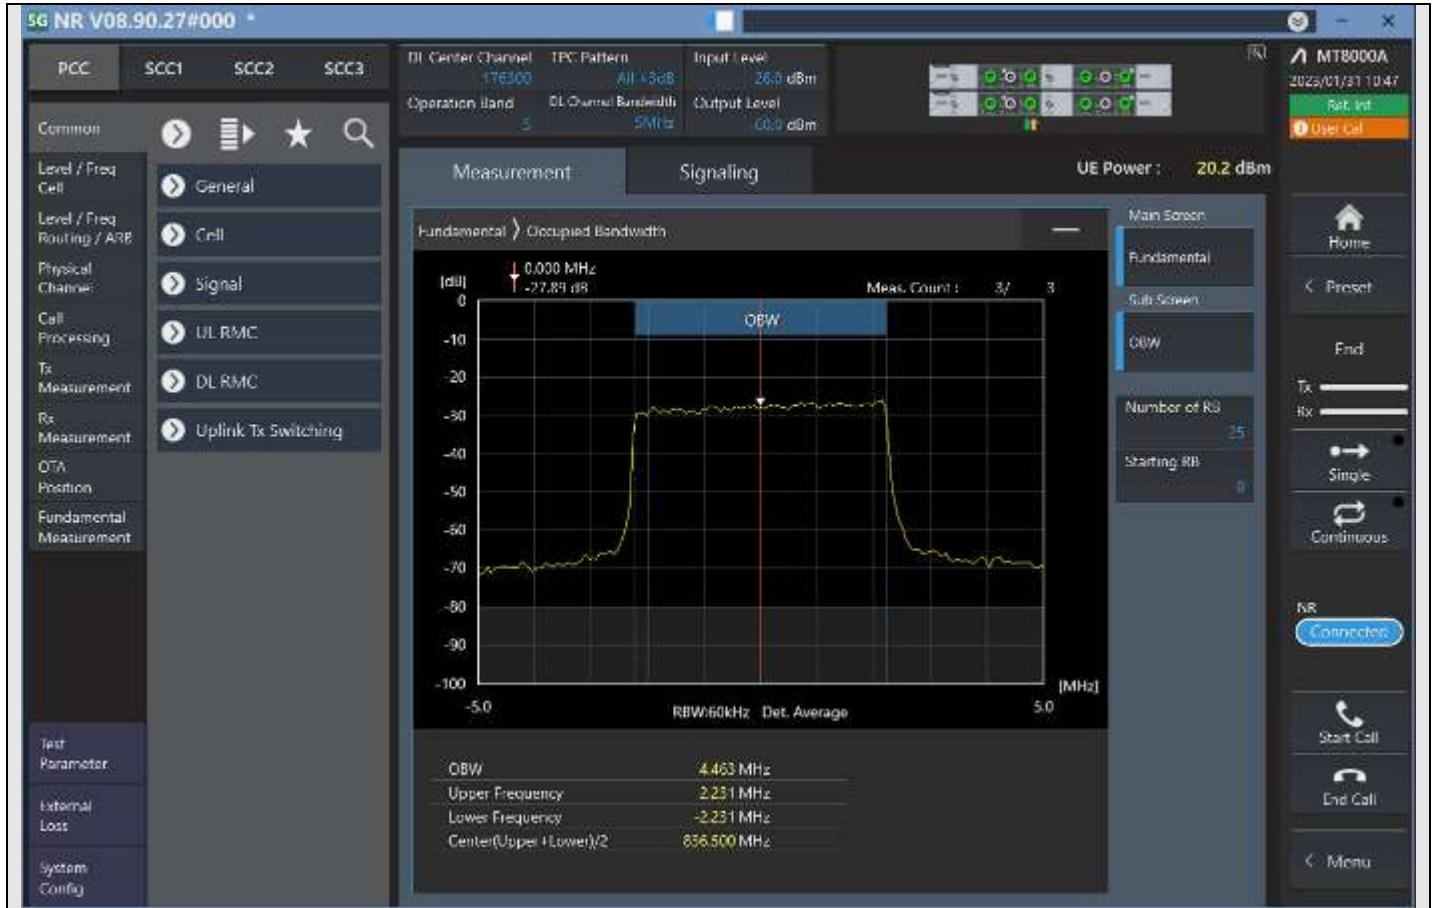 SG NR V08.90.27#000 *
PCC SCC1 SCC2 SCC3
DL Center Channel TPC Pattern Input Level
176300 All +3dB 26.0 dBm
Operation Band DL Channel Bandwidth Output Level
5 5MHz dBm
MT8000A
2023/01/31 10:47
Ref. Int
User Cal
Common
Level / Freq
Cell
Level / Freq
Routing / ARB
Physical
Channel
Call
Processing
Tx
Measurement
Rx
Measurement
OTA
Position
Fundamental
Measurement
Test
Parameter
External
Loss
System
Config
General
Cell
Signal
UL RMC
DL RMC
Uplink Tx Switching
Measurement Signaling
UE Power : 20.2 dBm
Fundamental > Occupied Bandwidth
0.000 MHz
-27.89 dB
Meas. Count : 3/ 3
[dB]
OBW
0
-10
-20
-30
-40
-50
-60
-70
-80
-90
-100
[MHz]
-5.0 RBW:60kHz Det. Average 5.0
OBW 4.463 MHz
Upper Frequency 2.231 MHz
Lower Frequency -2.231 MHz
Center(Upper+Lower)/2 836.500 MHz
Main Screen
Fundamental
Sub Screen
OBW
Number of RB
25
Starting RB
0
Home
< Preset
End
Tx
Rx
Single
Continuous
NR
Connected
Start Call
End Call
< Menu